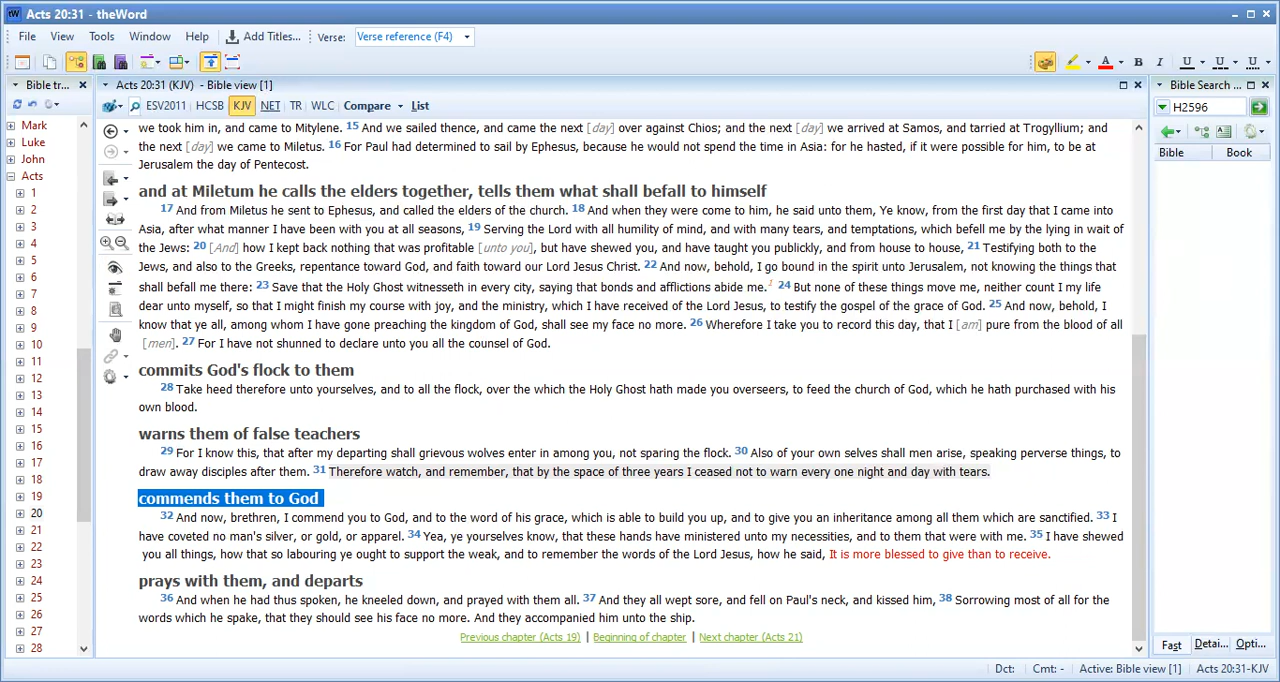 Acts 20:31 - theWord
File View Tools Window Help Add Titles... Verse: Verse reference (F4)
B I U U U
Bible tr...
Mark
Luke
John
Acts
1
2
3
4
5
6
7
8
9
10
11
12
13
14
15
16
17
18
19
20
21
22
23
24
25
26
27
28
Acts 20:31 (KJV) - Bible view [1]
ESV2011 HCSB KJV NET TR WLC Compare List
we took him in, and came to Mitylene. 15 And we sailed thence, and came the next [day] over against Chios; and the next [day] we arrived at Samos, and tarried at Trogyllium; and
the next [day] we came to Miletus. 16 For Paul had determined to sail by Ephesus, because he would not spend the time in Asia: for he hasted, if it were possible for him, to be at
Jerusalem the day of Pentecost.
and at Miletum he calls the elders together, tells them what shall befall to himself
17 And from Miletus he sent to Ephesus, and called the elders of the church. 18 And when they were come to him, he said unto them, Ye know, from the first day that I came into
Asia, after what manner I have been with you at all seasons, 19 Serving the Lord with all humility of mind, and with many tears, and temptations, which befell me by the lying in wait of
the Jews: 20 [And] how I kept back nothing that was profitable [unto you], but have shewed you, and have taught you publickly, and from house to house, 21 Testifying both to the
Jews, and also to the Greeks, repentance toward God, and faith toward our Lord Jesus Christ. 22 And now, behold, I go bound in the spirit unto Jerusalem, not knowing the things that
shall befall me there: 23 Save that the Holy Ghost witnesseth in every city, saying that bonds and afflictions abide me. 24 But none of these things move me, neither count I my life
dear unto myself, so that I might finish my course with joy, and the ministry, which I have received of the Lord Jesus, to testify the gospel of the grace of God. 25 And now, behold, I
know that ye all, among whom I have gone preaching the kingdom of God, shall see my face no more. 26 Wherefore I take you to record this day, that I [am] pure from the blood of all
[men]. 27 For I have not shunned to declare unto you all the counsel of God.
commits God's flock to them
28 Take heed therefore unto yourselves, and to all the flock, over the which the Holy Ghost hath made you overseers, to feed the church of God, which he hath purchased with his
own blood.
warns them of false teachers
29 For I know this, that after my departing shall grievous wolves enter in among you, not sparing the flock. 30 Also of your own selves shall men arise, speaking perverse things, to
draw away disciples after them. 31 Therefore watch, and remember, that by the space of three years I ceased not to warn every one night and day with tears.
commends them to God
32 And now, brethren, I commend you to God, and to the word of his grace, which is able to build you up, and to give you an inheritance among all them which are sanctified. 33 I
have coveted no man's silver, or gold, or apparel. 34 Yea, ye yourselves know, that these hands have ministered unto my necessities, and to them that were with me. 35 I have shewed
you all things, how that so labouring ye ought to support the weak, and to remember the words of the Lord Jesus, how he said, It is more blessed to give than to receive.
prays with them, and departs
36 And when he had thus spoken, he kneeled down, and prayed with them all. 37 And they all wept sore, and fell on Paul's neck, and kissed him, 38 Sorrowing most of all for the
words which he spake, that they should see his face no more. And they accompanied him unto the ship.
Previous chapter (Acts 19) | Beginning of chapter | Next chapter (Acts 21)
Bible Search ...
H2596
Bible Book
Fast Detai... Opti...
Dct: Cmt: - Active: Bible view [1] Acts 20:31-KJV